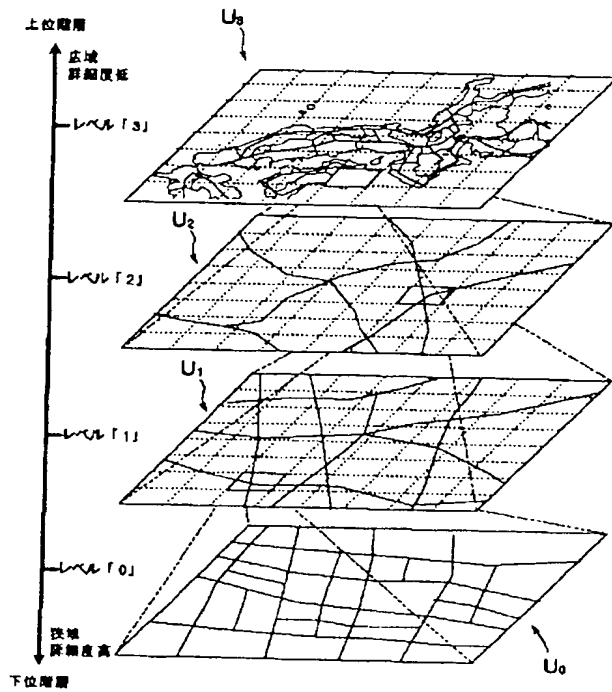 上位階層
U₃
広域
詳細度低
レベル「3」
U₂
レベル「2」
U₁
レベル「1」
レベル「0」
狭域
詳細度高
U₀
下位階層